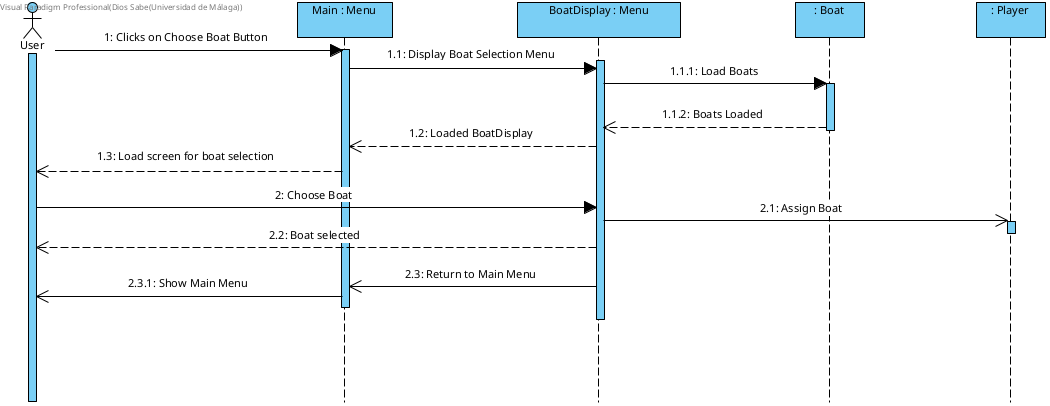 Visual Paradigm Professional(Dios Sabe(Universidad de Málaga))
Main : Menu
BoatDisplay : Menu
: Boat
: Player
User
1: Clicks on Choose Boat Button
1.1: Display Boat Selection Menu
1.1.1: Load Boats
1.1.2: Boats Loaded
1.2: Loaded BoatDisplay
1.3: Load screen for boat selection
2: Choose Boat
2.1: Assign Boat
2.2: Boat selected
2.3: Return to Main Menu
2.3.1: Show Main Menu